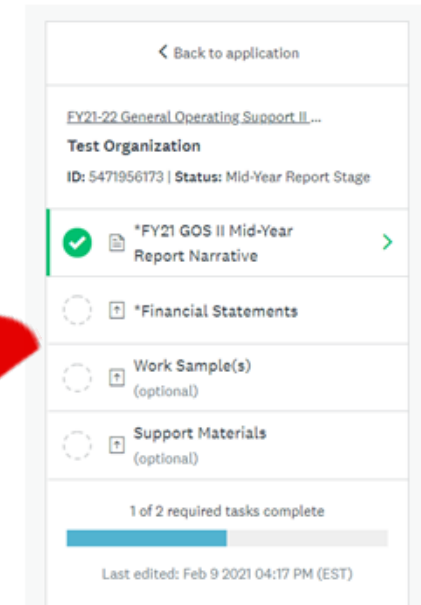 Back to application
FY21-22 General Operating Support II ...
Test Organization
ID: 5471956173 | Status: Mid-Year Report Stage
*FY21 GOS II Mid-Year
Report Narrative
*Financial Statements
Work Sample(s)
(optional)
Support Materials
(optional)
1 of 2 required tasks complete
Last edited: Feb 9 2021 04:17 PM (EST)